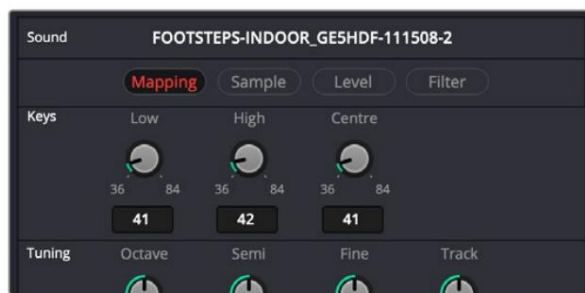 Sound FOOTSTEPS-INDOOR_GE5HDF-111508-2
Mapping Sample Level Filter
Keys Low High Centre
36 84 36 84 36 84
41 42 41
Tuning Octave Semi Fine Track